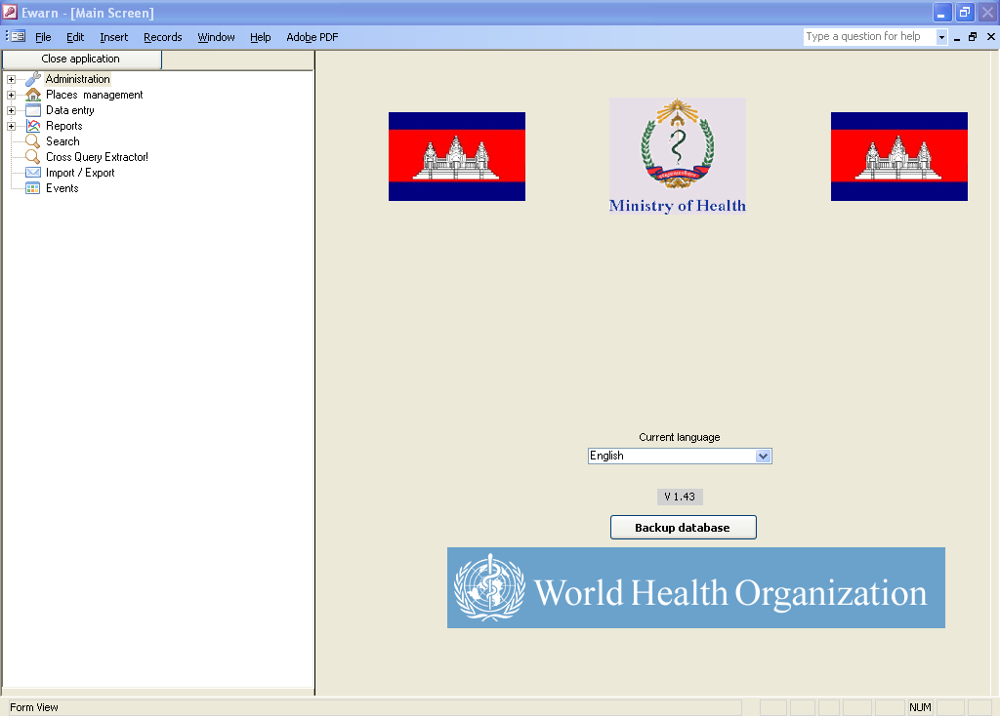 Ewarn - [Main Screen]
File Edit Insert Records Window Help Adobe PDF
Type a question for help
Close application
Administration
Places management
Data entry
Reports
Search
Cross Query Extractor!
Import / Export
Events
Ministry of Health
Current language
English
V 1.43
Backup database
World Health Organization
Form View
NUM